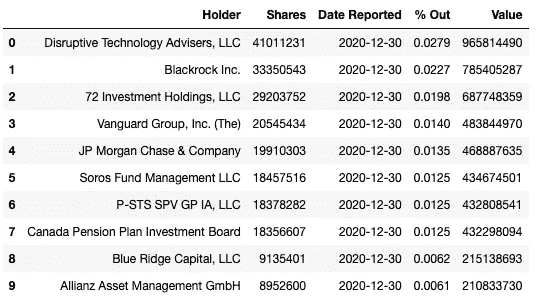 Holder Shares Date Reported % Out Value
0 Disruptive Technology Advisers, LLC 41011231 2020-12-30 0.0279 965814490
1 Blackrock Inc. 33350543 2020-12-30 0.0227 785405287
2 72 Investment Holdings, LLC 29203752 2020-12-30 0.0198 687748359
3 Vanguard Group, Inc. (The) 20545434 2020-12-30 0.0140 483844970
4 JP Morgan Chase & Company 19910303 2020-12-30 0.0135 468887635
5 Soros Fund Management LLC 18457516 2020-12-30 0.0125 434674501
6 P-STS SPV GP IA, LLC 18378282 2020-12-30 0.0125 432808541
7 Canada Pension Plan Investment Board 18356607 2020-12-30 0.0125 432298094
8 Blue Ridge Capital, LLC 9135401 2020-12-30 0.0062 215138693
9 Allianz Asset Management GmbH 8952600 2020-12-30 0.0061 210833730